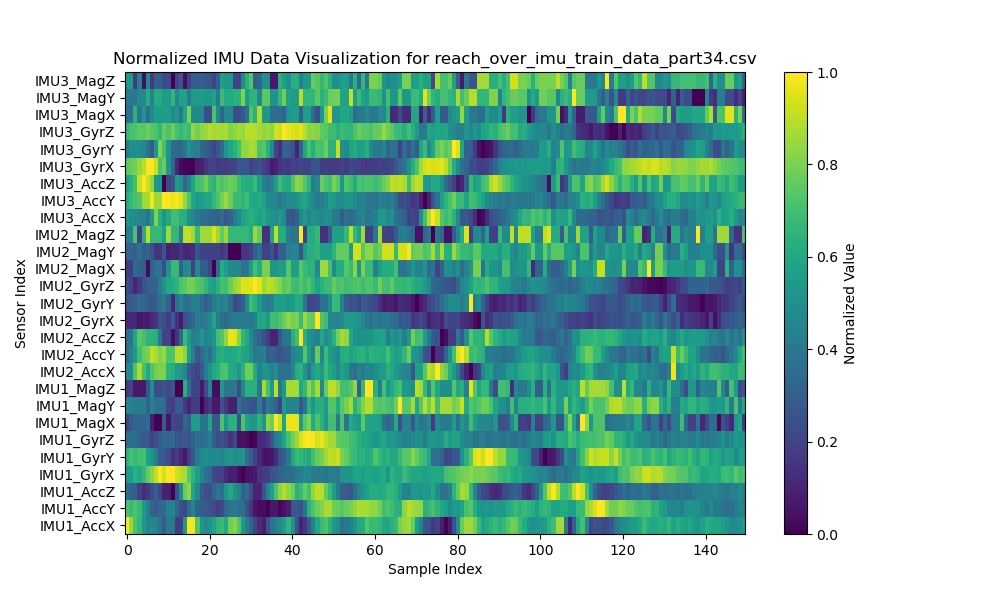 Normalized IMU Data Visualization for reach_over_imu_train_data_part34.csv
IMU3_MagZ
IMU3_MagY
IMU3_MagX
IMU3_GyrZ
IMU3_GyrY
IMU3_GyrX
IMU3_AccZ
IMU3_AccY
IMU3_AccX
IMU2_MagZ
IMU2_MagY
IMU2_MagX
IMU2_GyrZ
IMU2_GyrY
IMU2_GyrX
IMU2_AccZ
IMU2_AccY
IMU2_AccX
IMU1_MagZ
IMU1_MagY
IMU1_MagX
IMU1_GyrZ
IMU1_GyrY
IMU1_GyrX
IMU1_AccZ
IMU1_AccY
IMU1_AccX
Sensor Index
0 20 40 60 80 100 120 140
Sample Index
1.0
0.8
0.6
0.4
0.2
0.0
Normalized Value